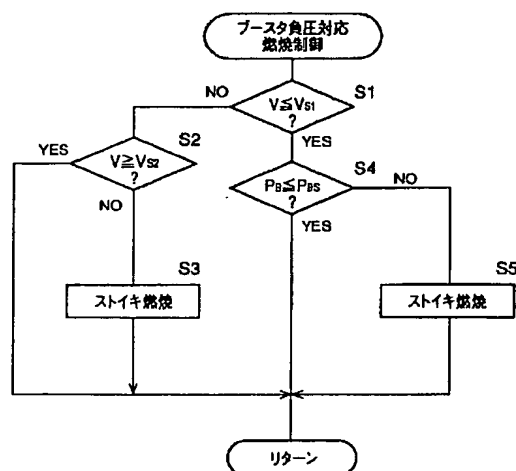 ブースタ負圧対応
燃焼制御
S1
NO
V≦VS1
?
YES
S2
YES
V≧VS2
?
NO
S4
PB≦PBS
?
NO
YES
S3
ストイキ燃焼
S5
ストイキ燃焼
リターン